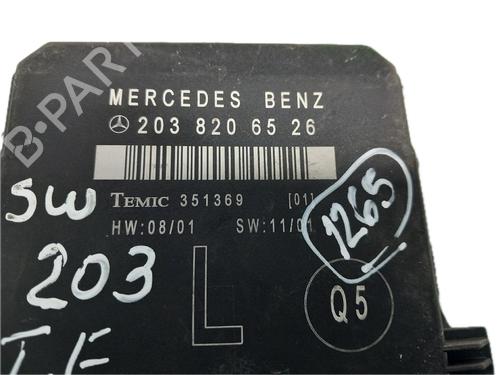 B-PARTS
MERCEDES BENZ
203 820 65 26
TEMIC 351369 [01]
HW:08/01 SW:11/01
1265
SW
203
L
Q5